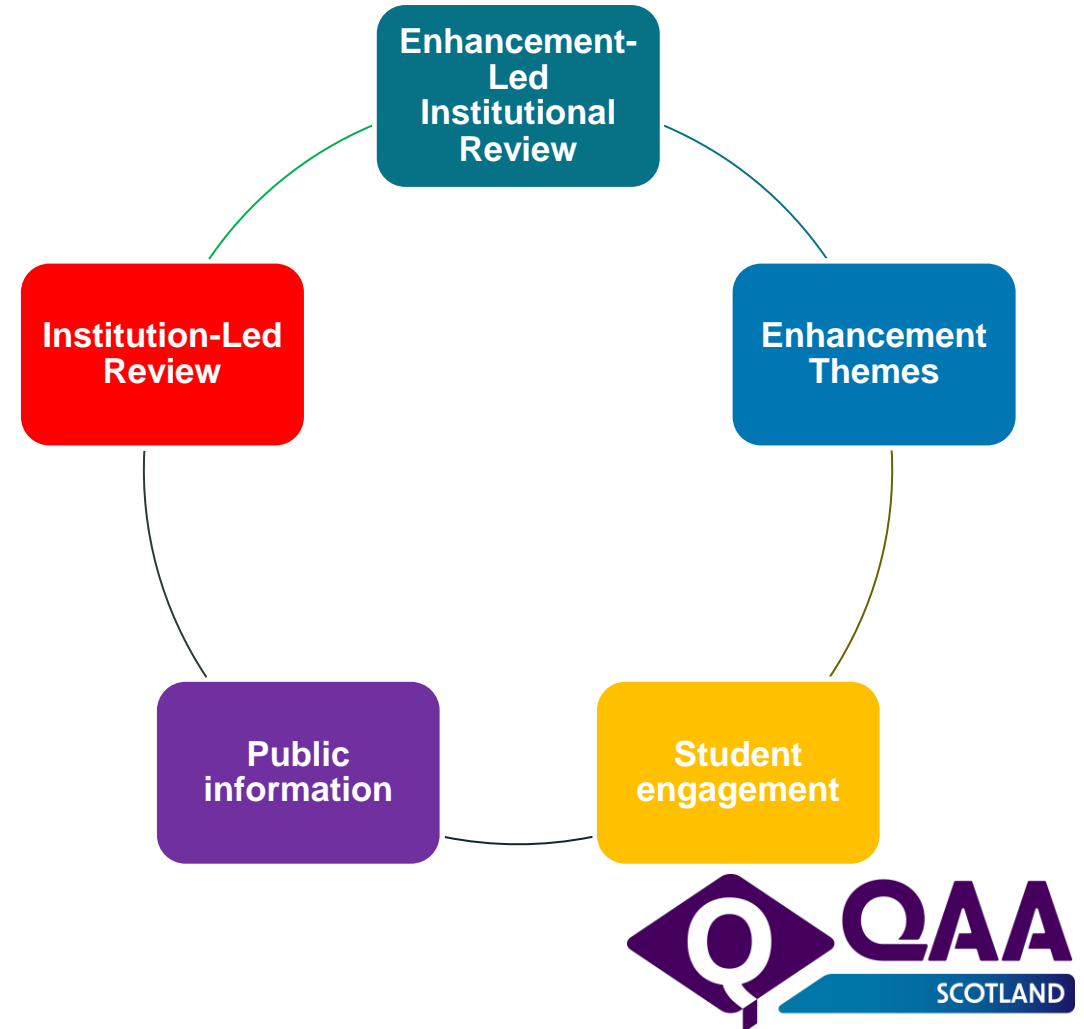 Enhancement-
Led
Institutional
Review
Institution-Led
Review
Enhancement
Themes
Public
information
Student
engagement
Q
QAA
SCOTLAND